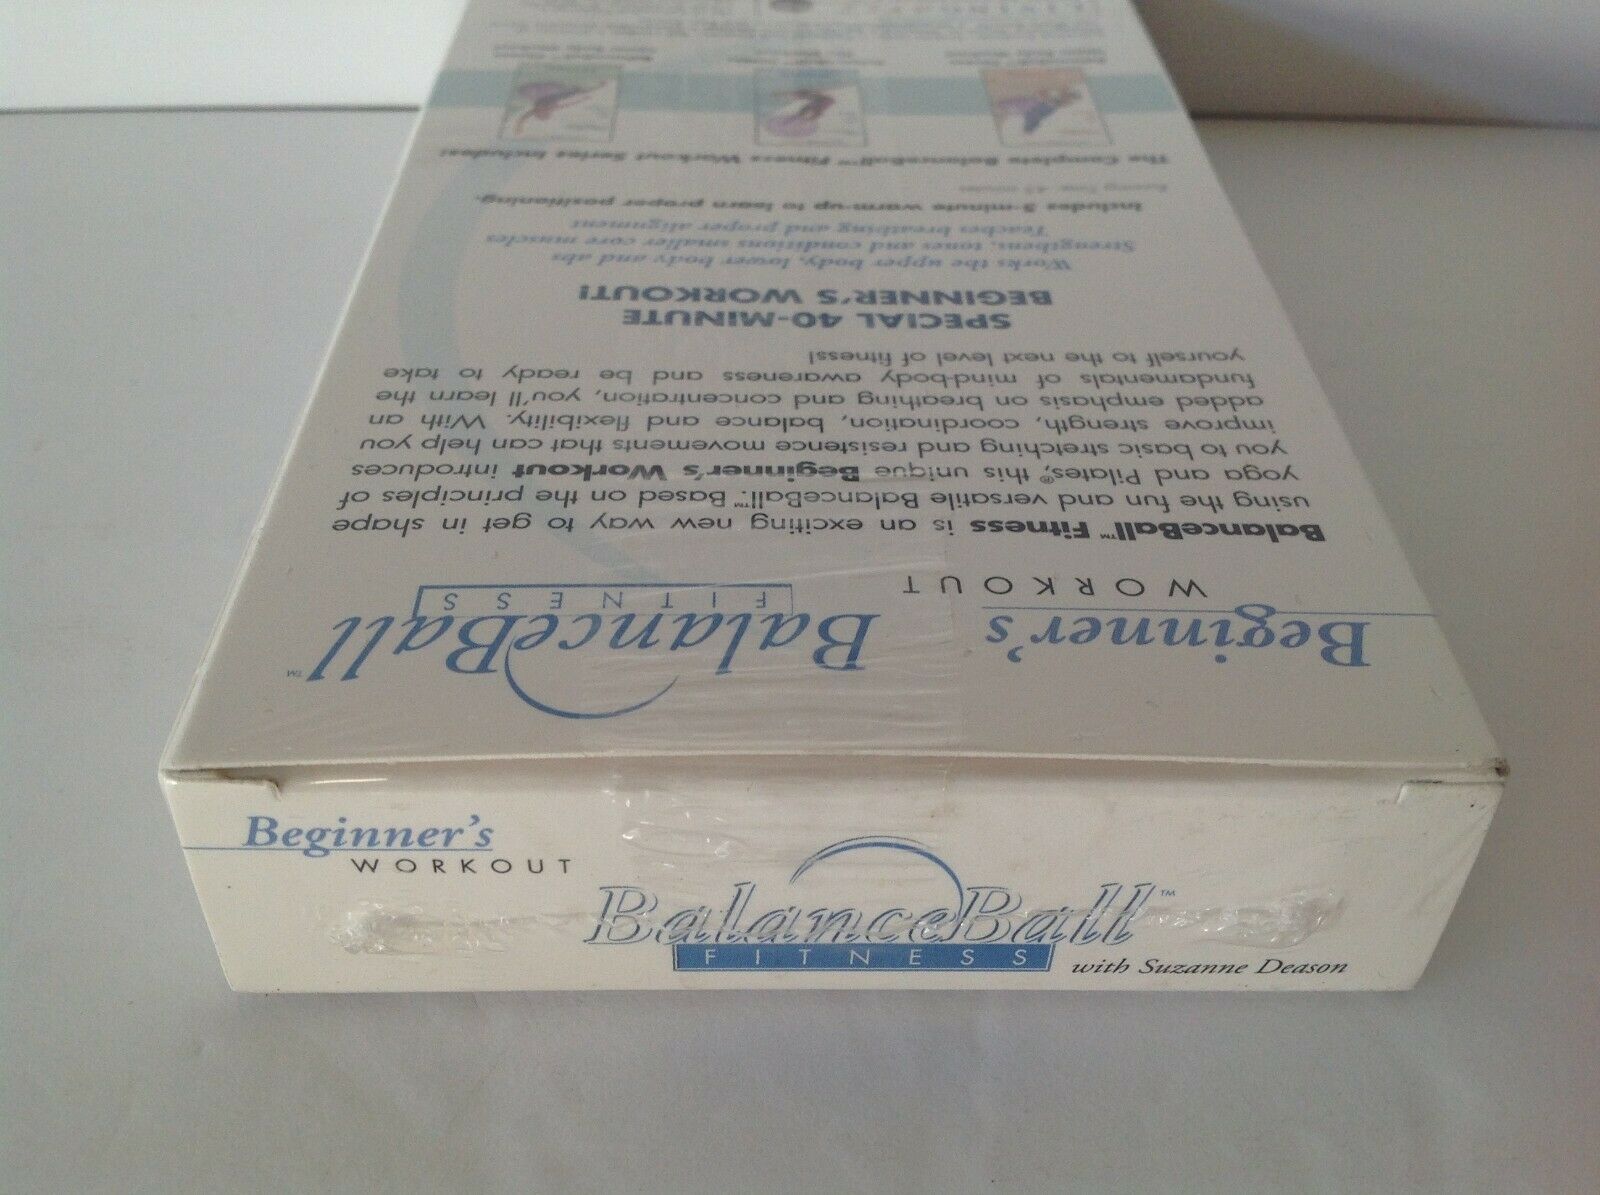 Beginner's
WORKOUT
BalanceBall™
FITNESS
with Suzanne Deason
Beginner's
WORKOUT
BalanceBall™
FITNESS
BalanceBall™ Fitness is an exciting new way to get in shape
using the fun and versatile BalanceBall™. Based on the principles of
yoga and Pilates®, this unique Beginner's Workout introduces
you to basic stretching and resistence movements that can help you
improve strength, coordination, balance and flexibility. With an
added emphasis on breathing and concentration, you'll learn the
fundamentals of mind-body awareness and be ready to take
yourself to the next level of fitness!
SPECIAL 40-MINUTE
BEGINNER'S WORKOUT!
Works the upper body, lower body and abs
Strengthens, tones and conditions smaller core muscles
Teaches breathing and proper alignment
Includes 5-minute warm-up to learn proper positioning.
Running Time: 45 minutes
The Complete BalanceBall™ Fitness Workout Series Includes: